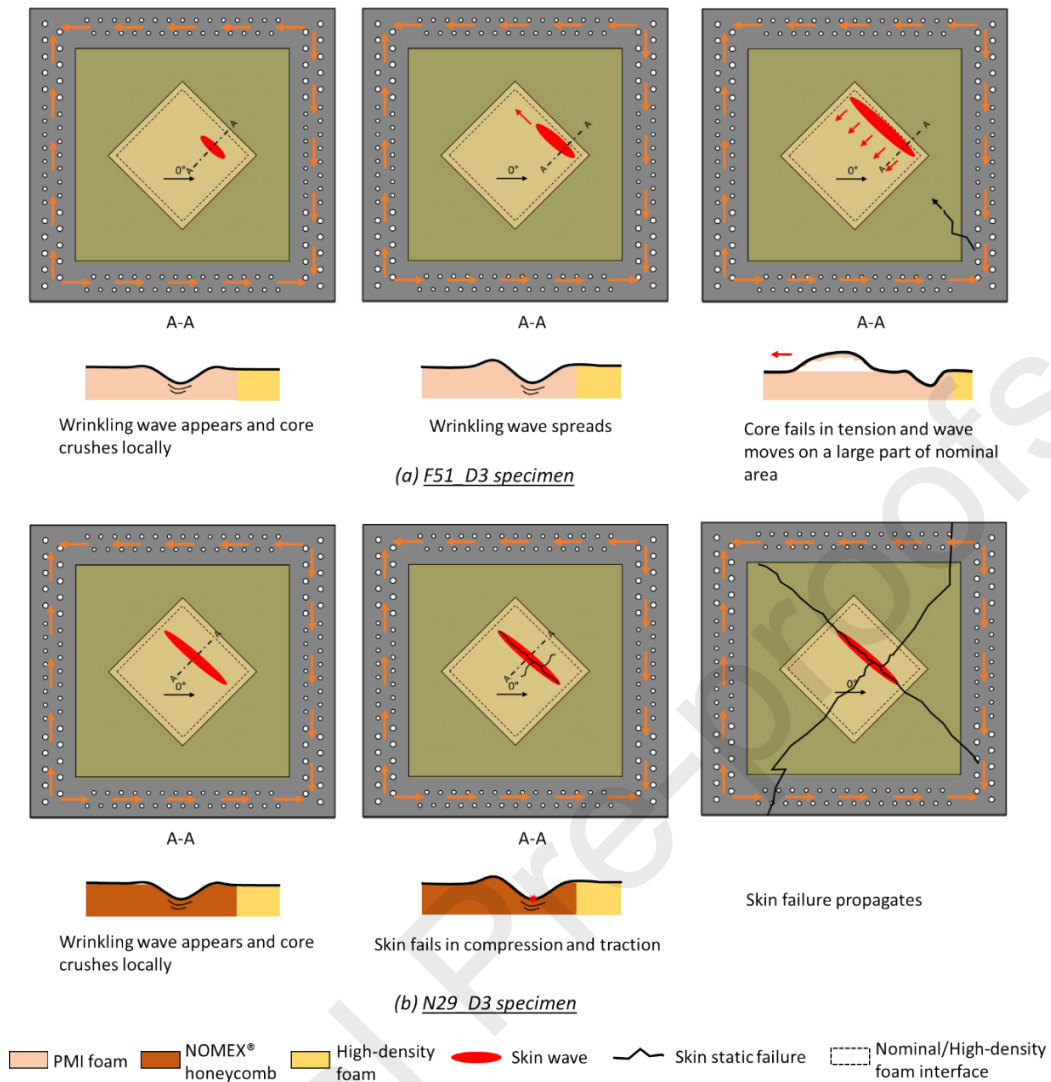 A
A
0°
A
A
0°
A
A
0°
A-A
A-A
A-A
Wrinkling wave appears and core
crushes locally
Wrinkling wave spreads
Core fails in tension and wave
moves on a large part of nominal
area
(a) F51_D3 specimen
A
A
0°
A
A
0°
0°
A-A
A-A
Wrinkling wave appears and core
crushes locally
Skin fails in compression and traction
Skin failure propagates
(b) N29_D3 specimen
PMI foam
NOMEX®
honeycomb
High-density
foam
Skin wave
Skin static failure
Nominal/High-density
foam interface
Pre-proofs